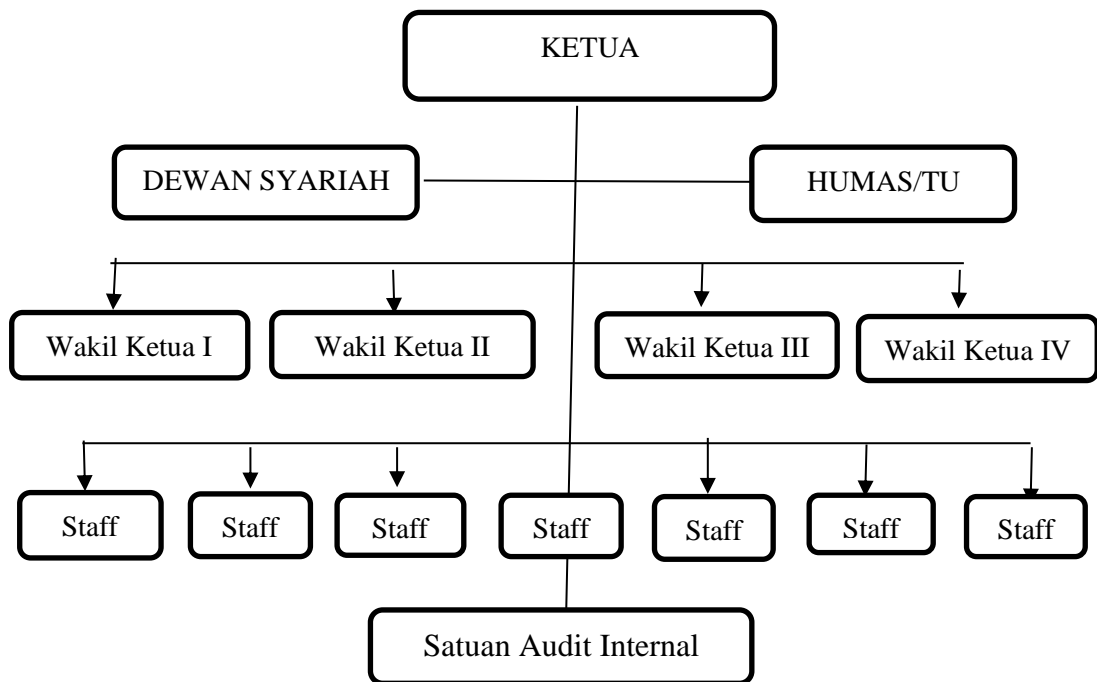 KETUA
DEWAN SYARIAH
HUMAS/TU
Wakil Ketua I
Wakil Ketua II
Wakil Ketua III
Wakil Ketua IV
Staff
Staff
Staff
Staff
Staff
Staff
Staff
Satuan Audit Internal